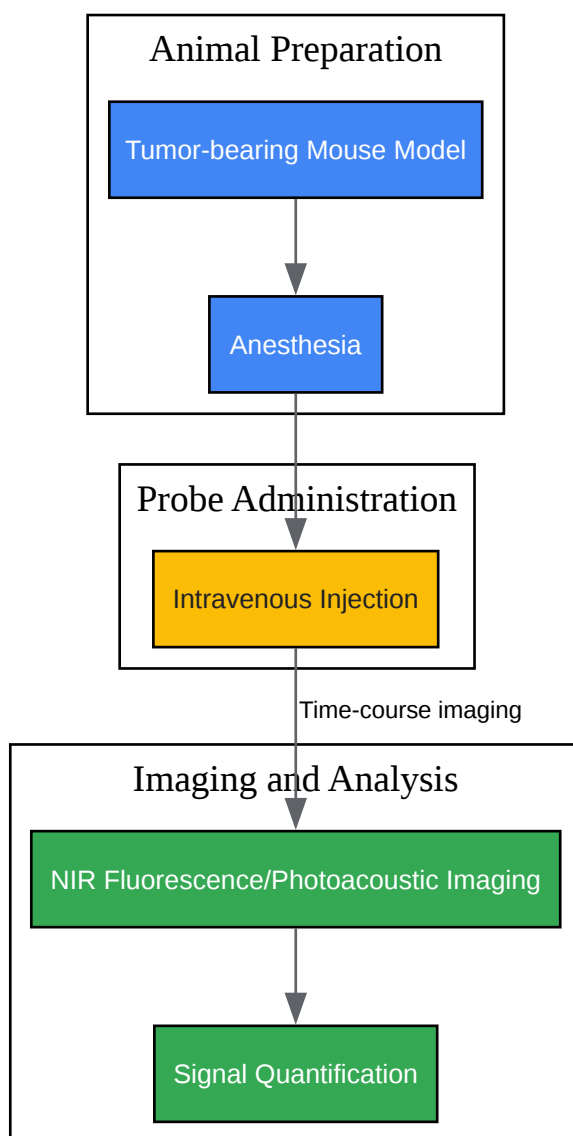 Animal Preparation
Tumor-bearing Mouse Model
Anesthesia
Probe Administration
Intravenous Injection
Time-course imaging
Imaging and Analysis
NIR Fluorescence/Photoacoustic Imaging
Signal Quantification